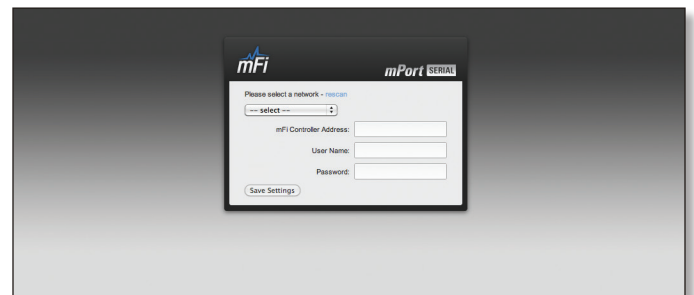 mFi
mPort SERIAL
Please select a network - rescan
-- select --
mFi Controller Address:
User Name:
Password:
Save Settings